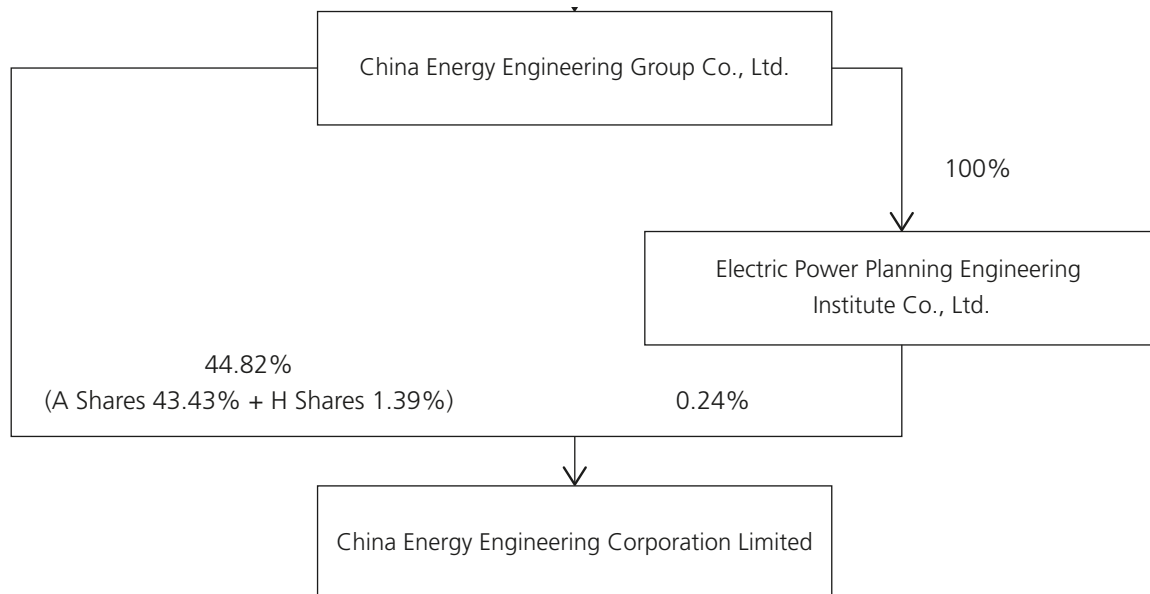 China Energy Engineering Group Co., Ltd.
100%
Electric Power Planning Engineering
Institute Co., Ltd.
44.82%
(A Shares 43.43% + H Shares 1.39%)
0.24%
China Energy Engineering Corporation Limited